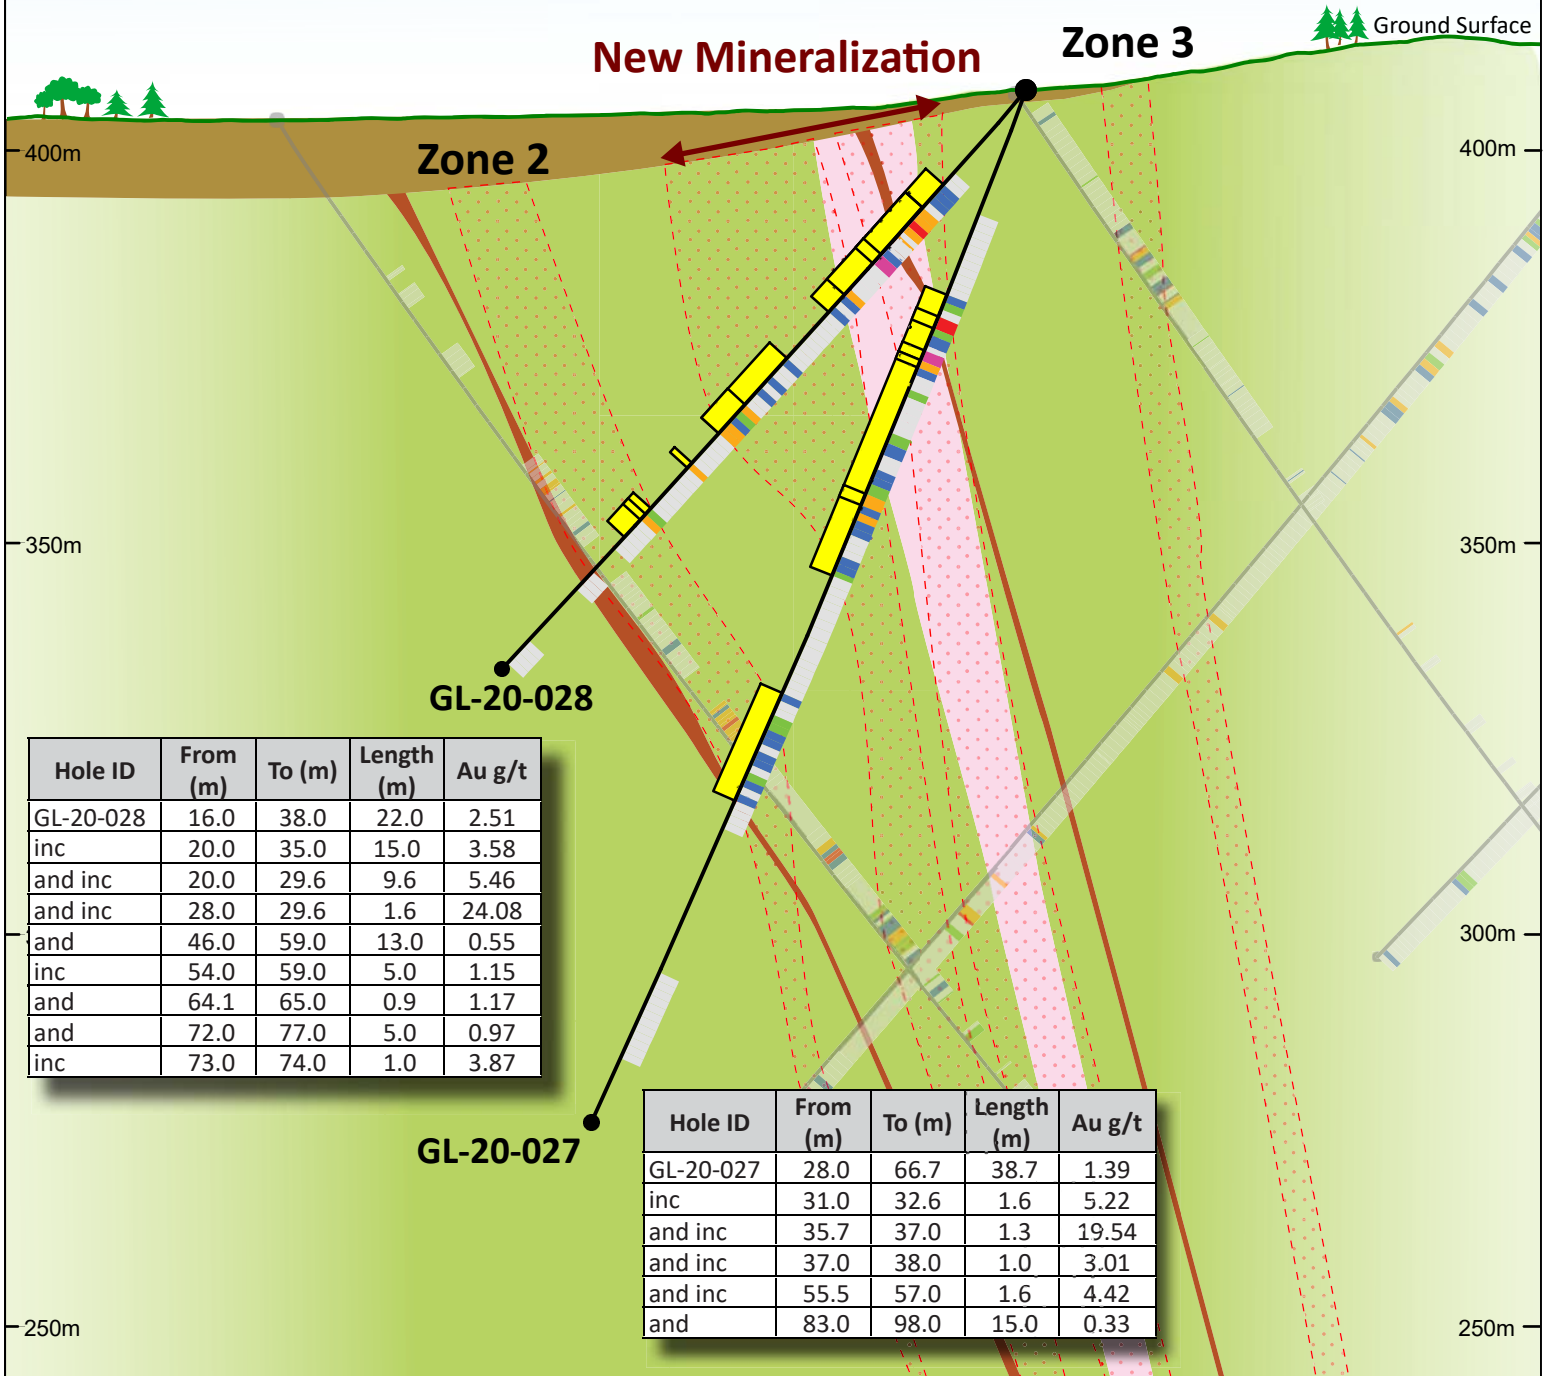 Ground Surface
Zone 3
New Mineralization
Zone 2
400m
400m
350m
350m
GL-20-028
Hole ID From (m) To (m) Length (m) Au g/t
GL-20-028 16.0 38.0 22.0 2.51
inc 20.0 35.0 15.0 3.58
and inc 20.0 29.6 9.6 5.46
and inc 28.0 29.6 1.6 24.08
and 46.0 59.0 13.0 0.55
inc 54.0 59.0 5.0 1.15
and 64.1 65.0 0.9 1.17
and 72.0 77.0 5.0 0.97
inc 73.0 74.0 1.0 3.87
300m
GL-20-027
Hole ID From (m) To (m) Length (m) Au g/t
GL-20-027 28.0 66.7 38.7 1.39
inc 31.0 32.6 1.6 5.22
and inc 35.7 37.0 1.3 19.54
and inc 37.0 38.0 1.0 3.01
and inc 55.5 57.0 1.6 4.42
and 83.0 98.0 15.0 0.33
250m
250m